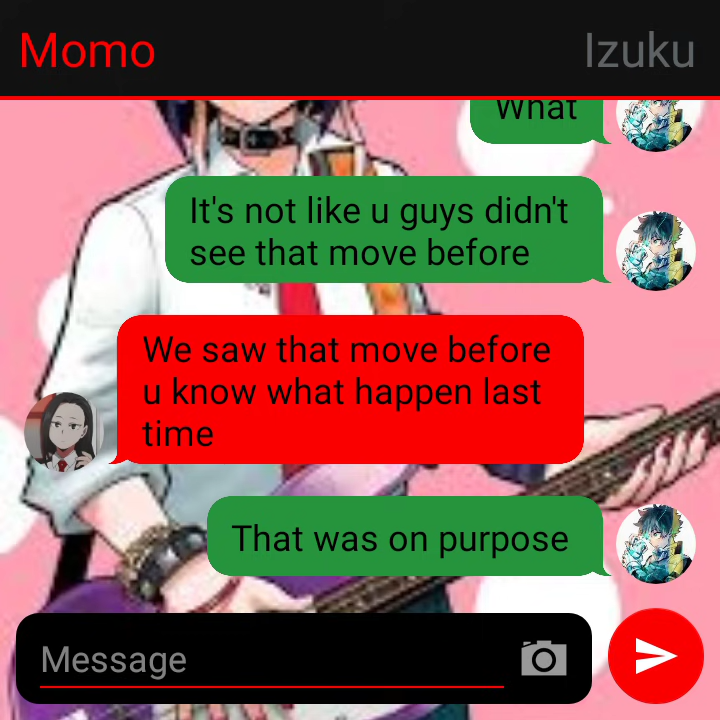 Momo
Izuku
What
It's not like u guys didn't
see that move before
We saw that move before
u know what happen last
time
That was on purpose
Message